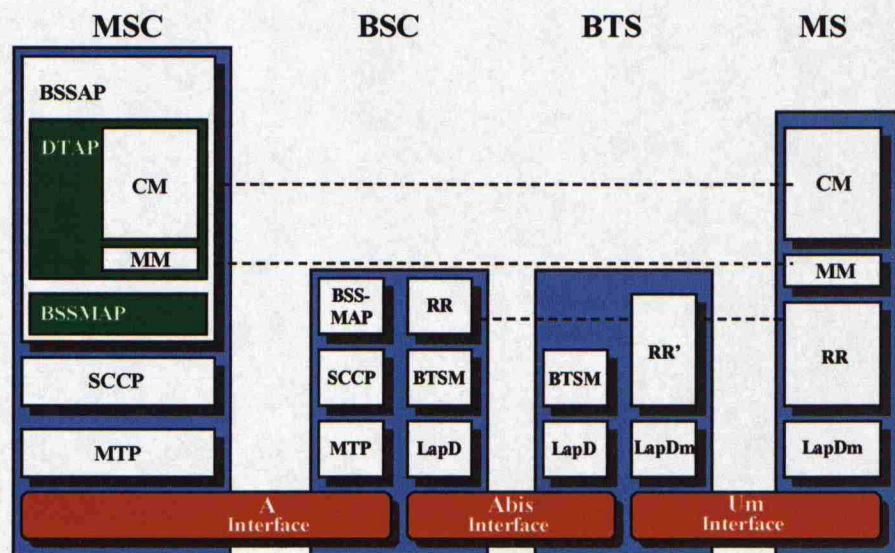 MSC
BSC
BTS
MS
BSSAP
DTAP
CM
MM
BSSMAP
SCCP
MTP
BSS-
MAP
RR
SCCP
BTSM
MTP
LapD
BTSM
RR'
LapD
LapDm
CM
MM
RR
LapDm
A
Interface
Abis
Interface
Um
Interface